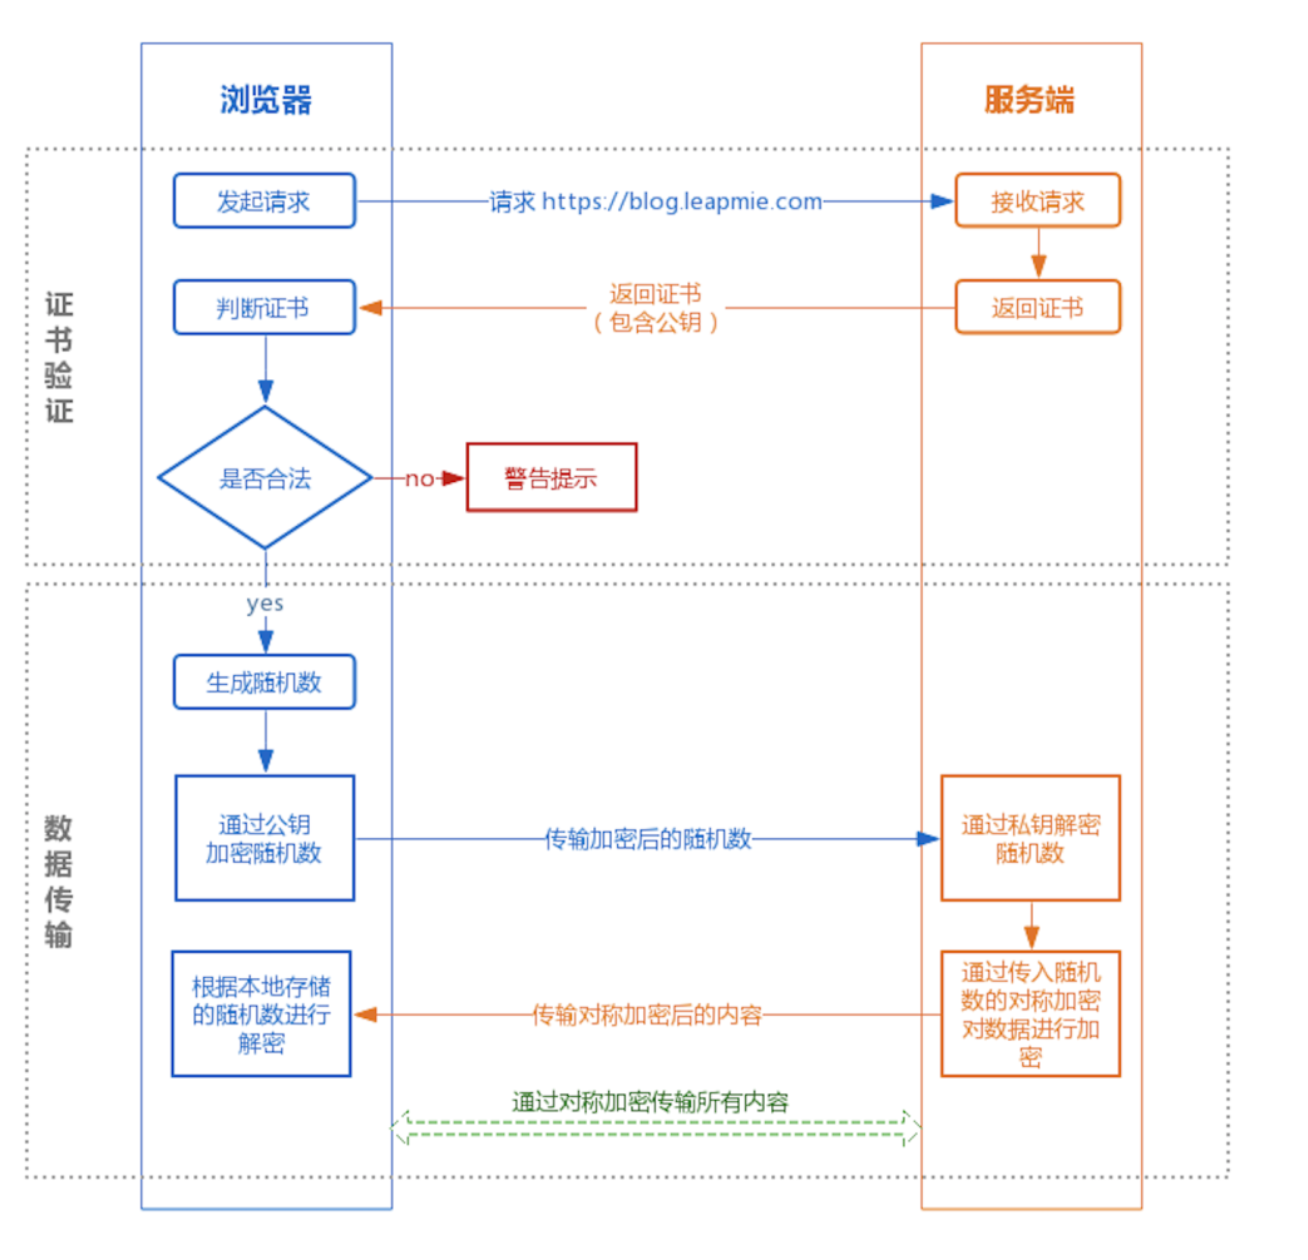 浏览器
服务端
证书验证
发起请求
请求 https://blog.leapmie.com
接收请求
判断证书
返回证书
（包含公钥）
返回证书
是否合法
no
警告提示
yes
数据传输
生成随机数
通过公钥
加密随机数
传输加密后的随机数
通过私钥解密
随机数
根据本地存储
的随机数进行
解密
传输对称加密后的内容
通过传入随机
数的对称加密
对数据进行加
密
通过对称加密传输所有内容